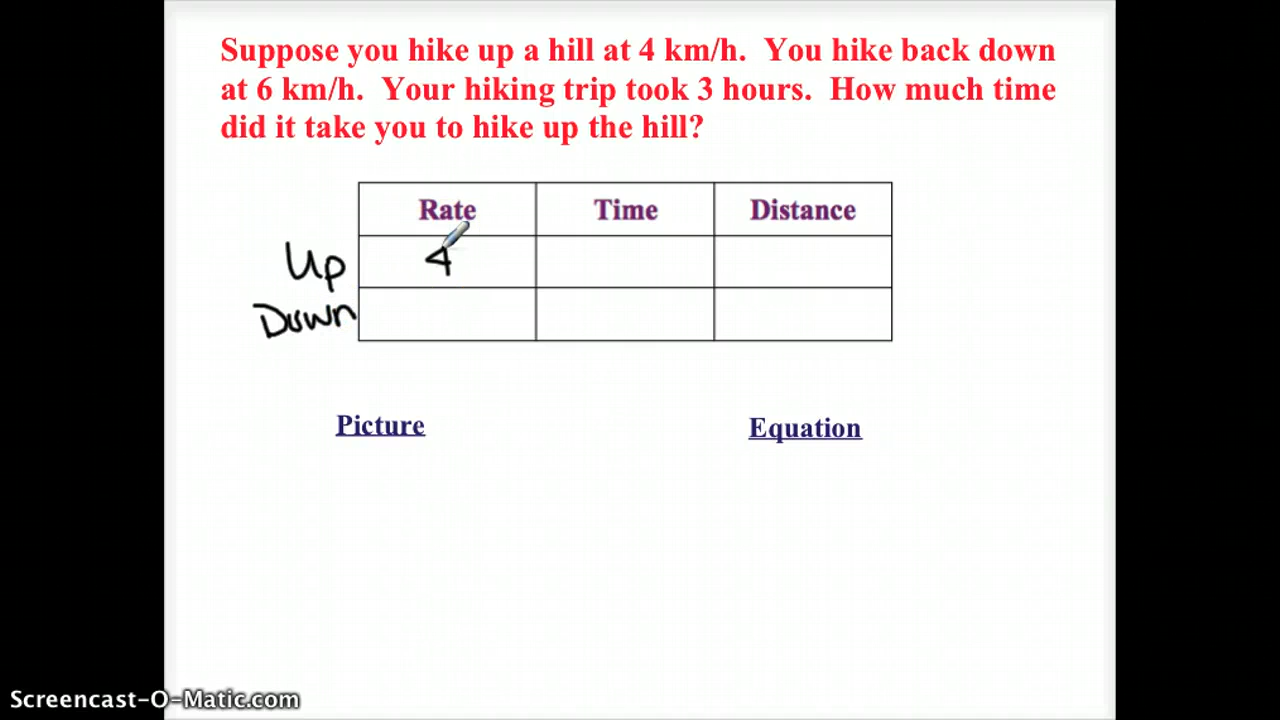 Suppose you hike up a hill at 4 km/h. You hike back down
at 6 km/h. Your hiking trip took 3 hours. How much time
did it take you to hike up the hill?
Rate Time Distance
Up 4
Down
Picture Equation
Screencast-O-Matic.com